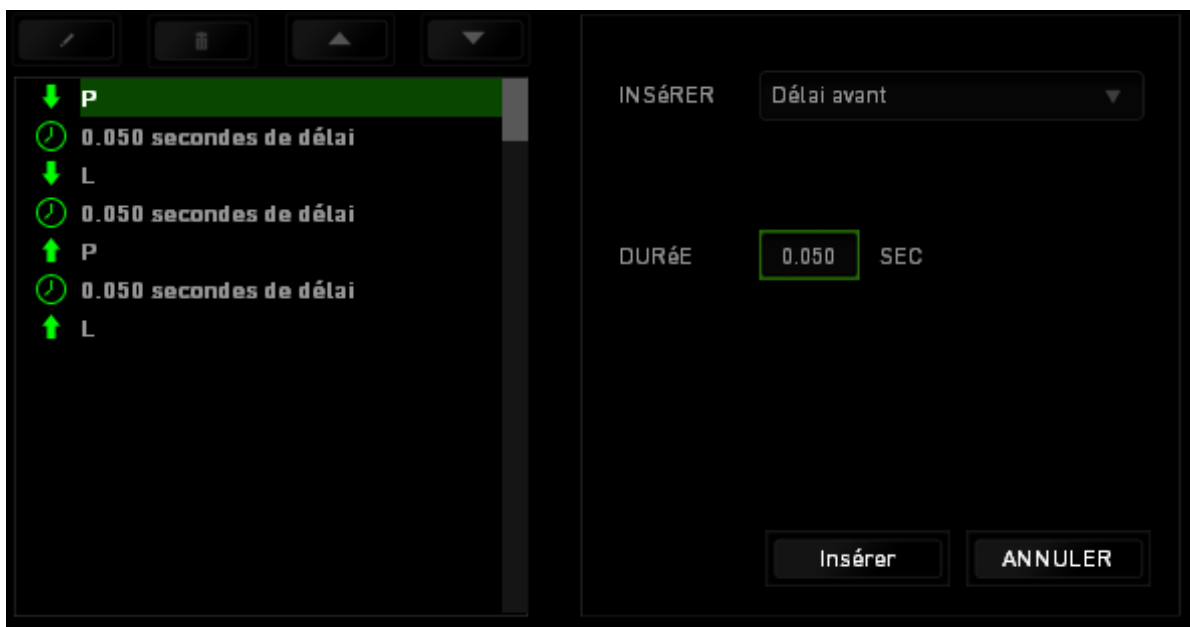 P
0.050 secondes de délai
L
0.050 secondes de délai
P
0.050 secondes de délai
L
INSéRER
Délai avant
DURéE
0.050
SEC
Insérer
ANNULER